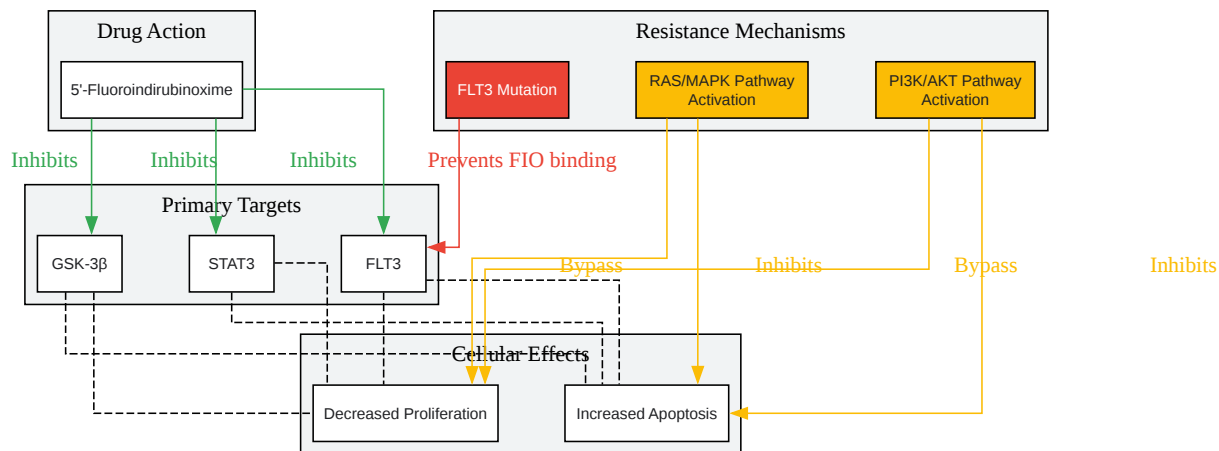 Drug Action
Resistance Mechanisms
5'-Fluoroindirubinoxime
FLT3 Mutation
RAS/MAPK Pathway
Activation
PI3K/AKT Pathway
Activation
Inhibits
Inhibits
Inhibits
Prevents FIO binding
Primary Targets
GSK-3β
STAT3
FLT3
Bypass
Inhibits
Bypass
Inhibits
Cellular Effects
Decreased Proliferation
Increased Apoptosis